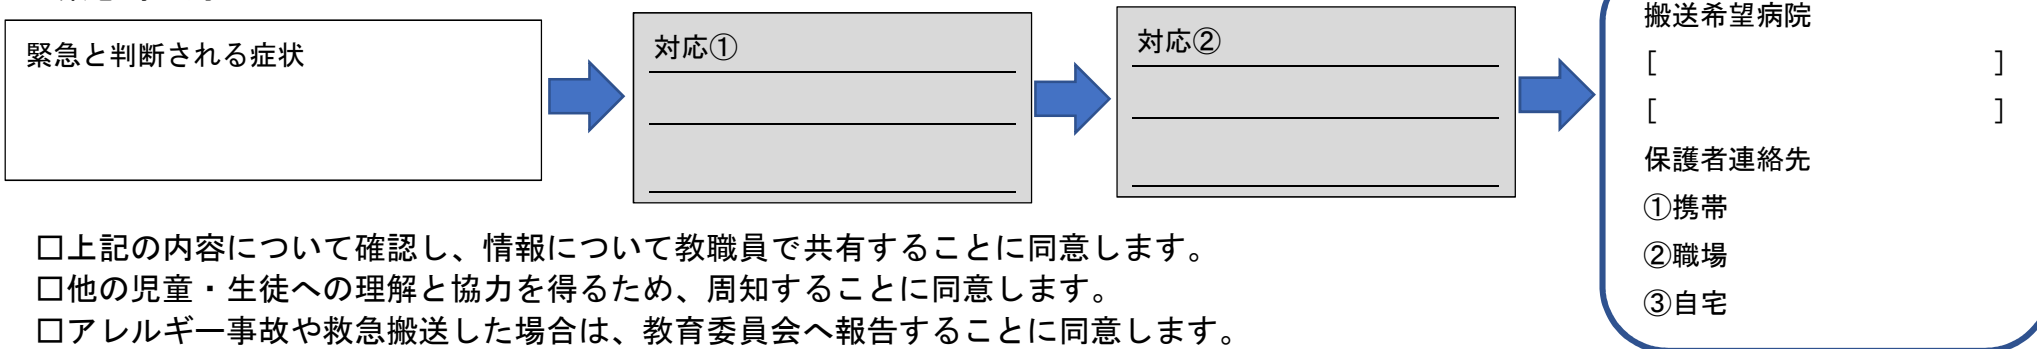 緊急と判断される症状
対応①
対応②
搬送希望病院
[ ]
[ ]
保護者連絡先
①携帯
②職場
③自宅
□上記の内容について確認し、情報について教職員で共有することに同意します。
□他の児童・生徒への理解と協力を得るため、周知することに同意します。
□アレルギー事故や救急搬送した場合は、教育委員会へ報告することに同意します。